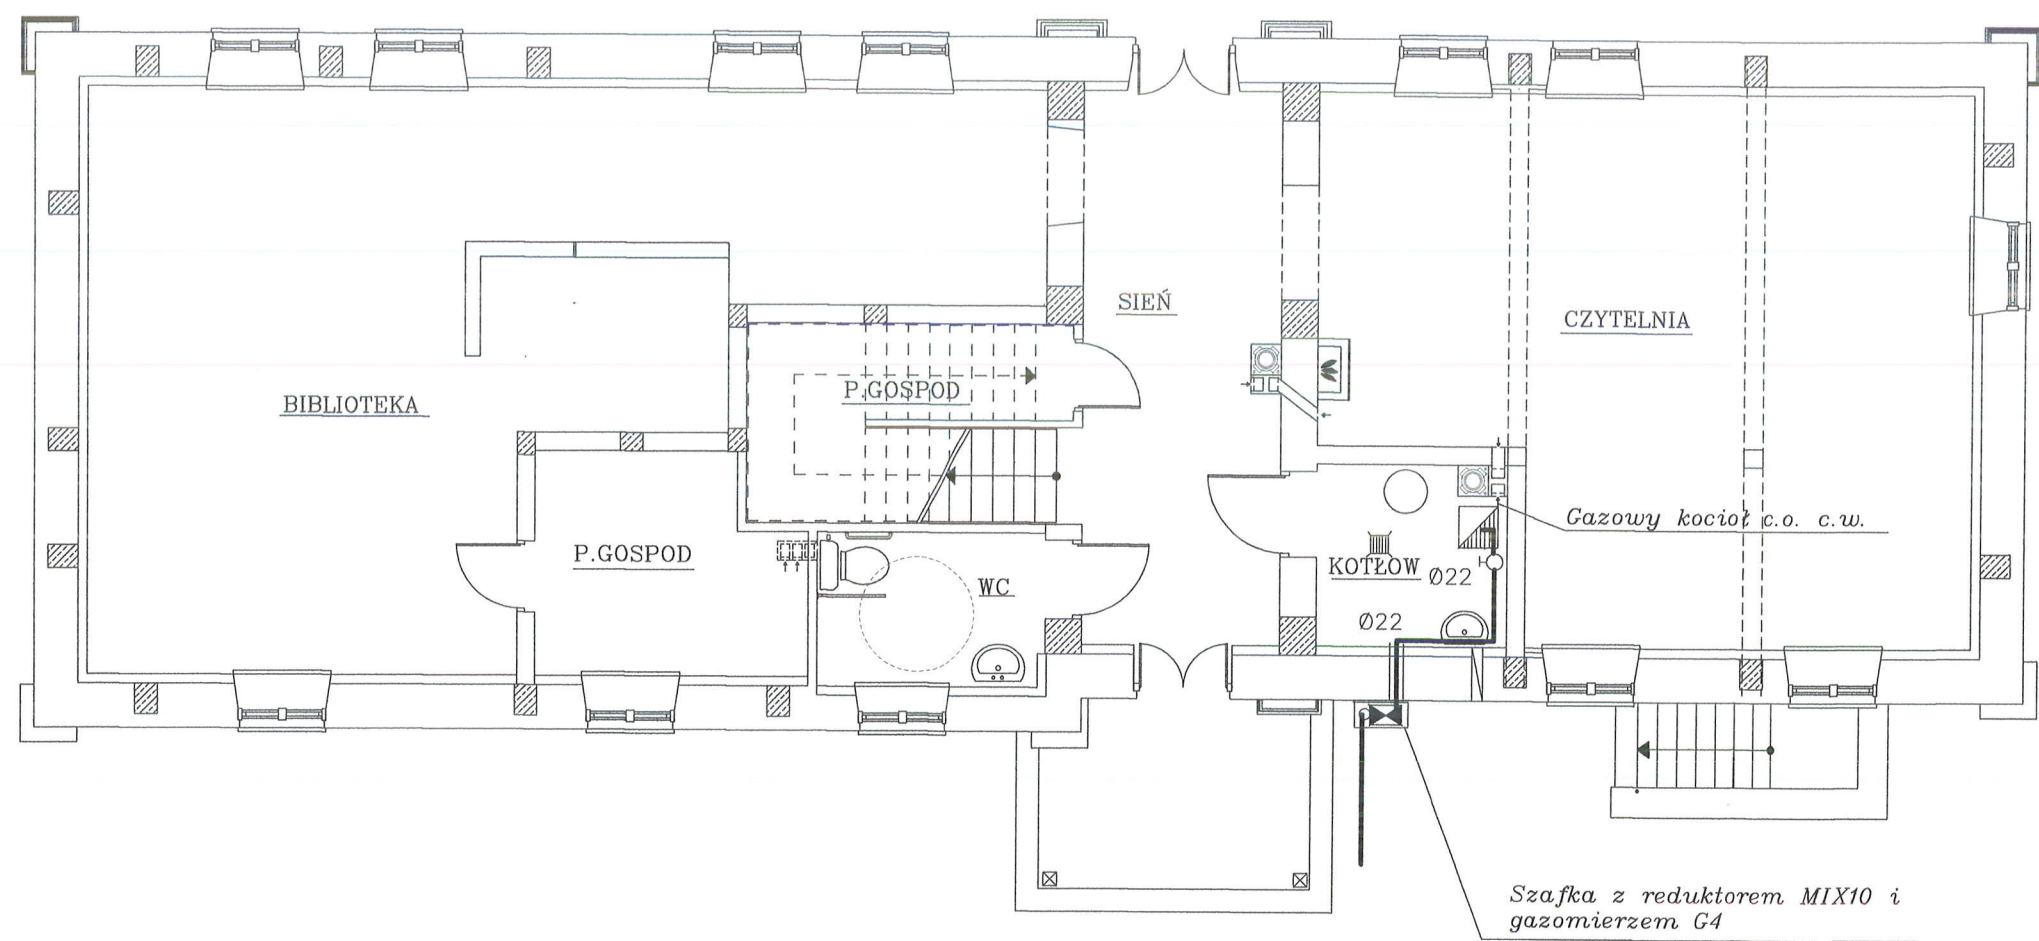 SIEŃ
CZYTELNIA
P.GOSPOD
BIBLIOTEKA
Gazowy kocioł c.o. c.w.
P.GOSPOD
KOTŁOW
Ø22
WC
Ø22
Szafka z reduktorem MIX10 i
gazomierzem G4